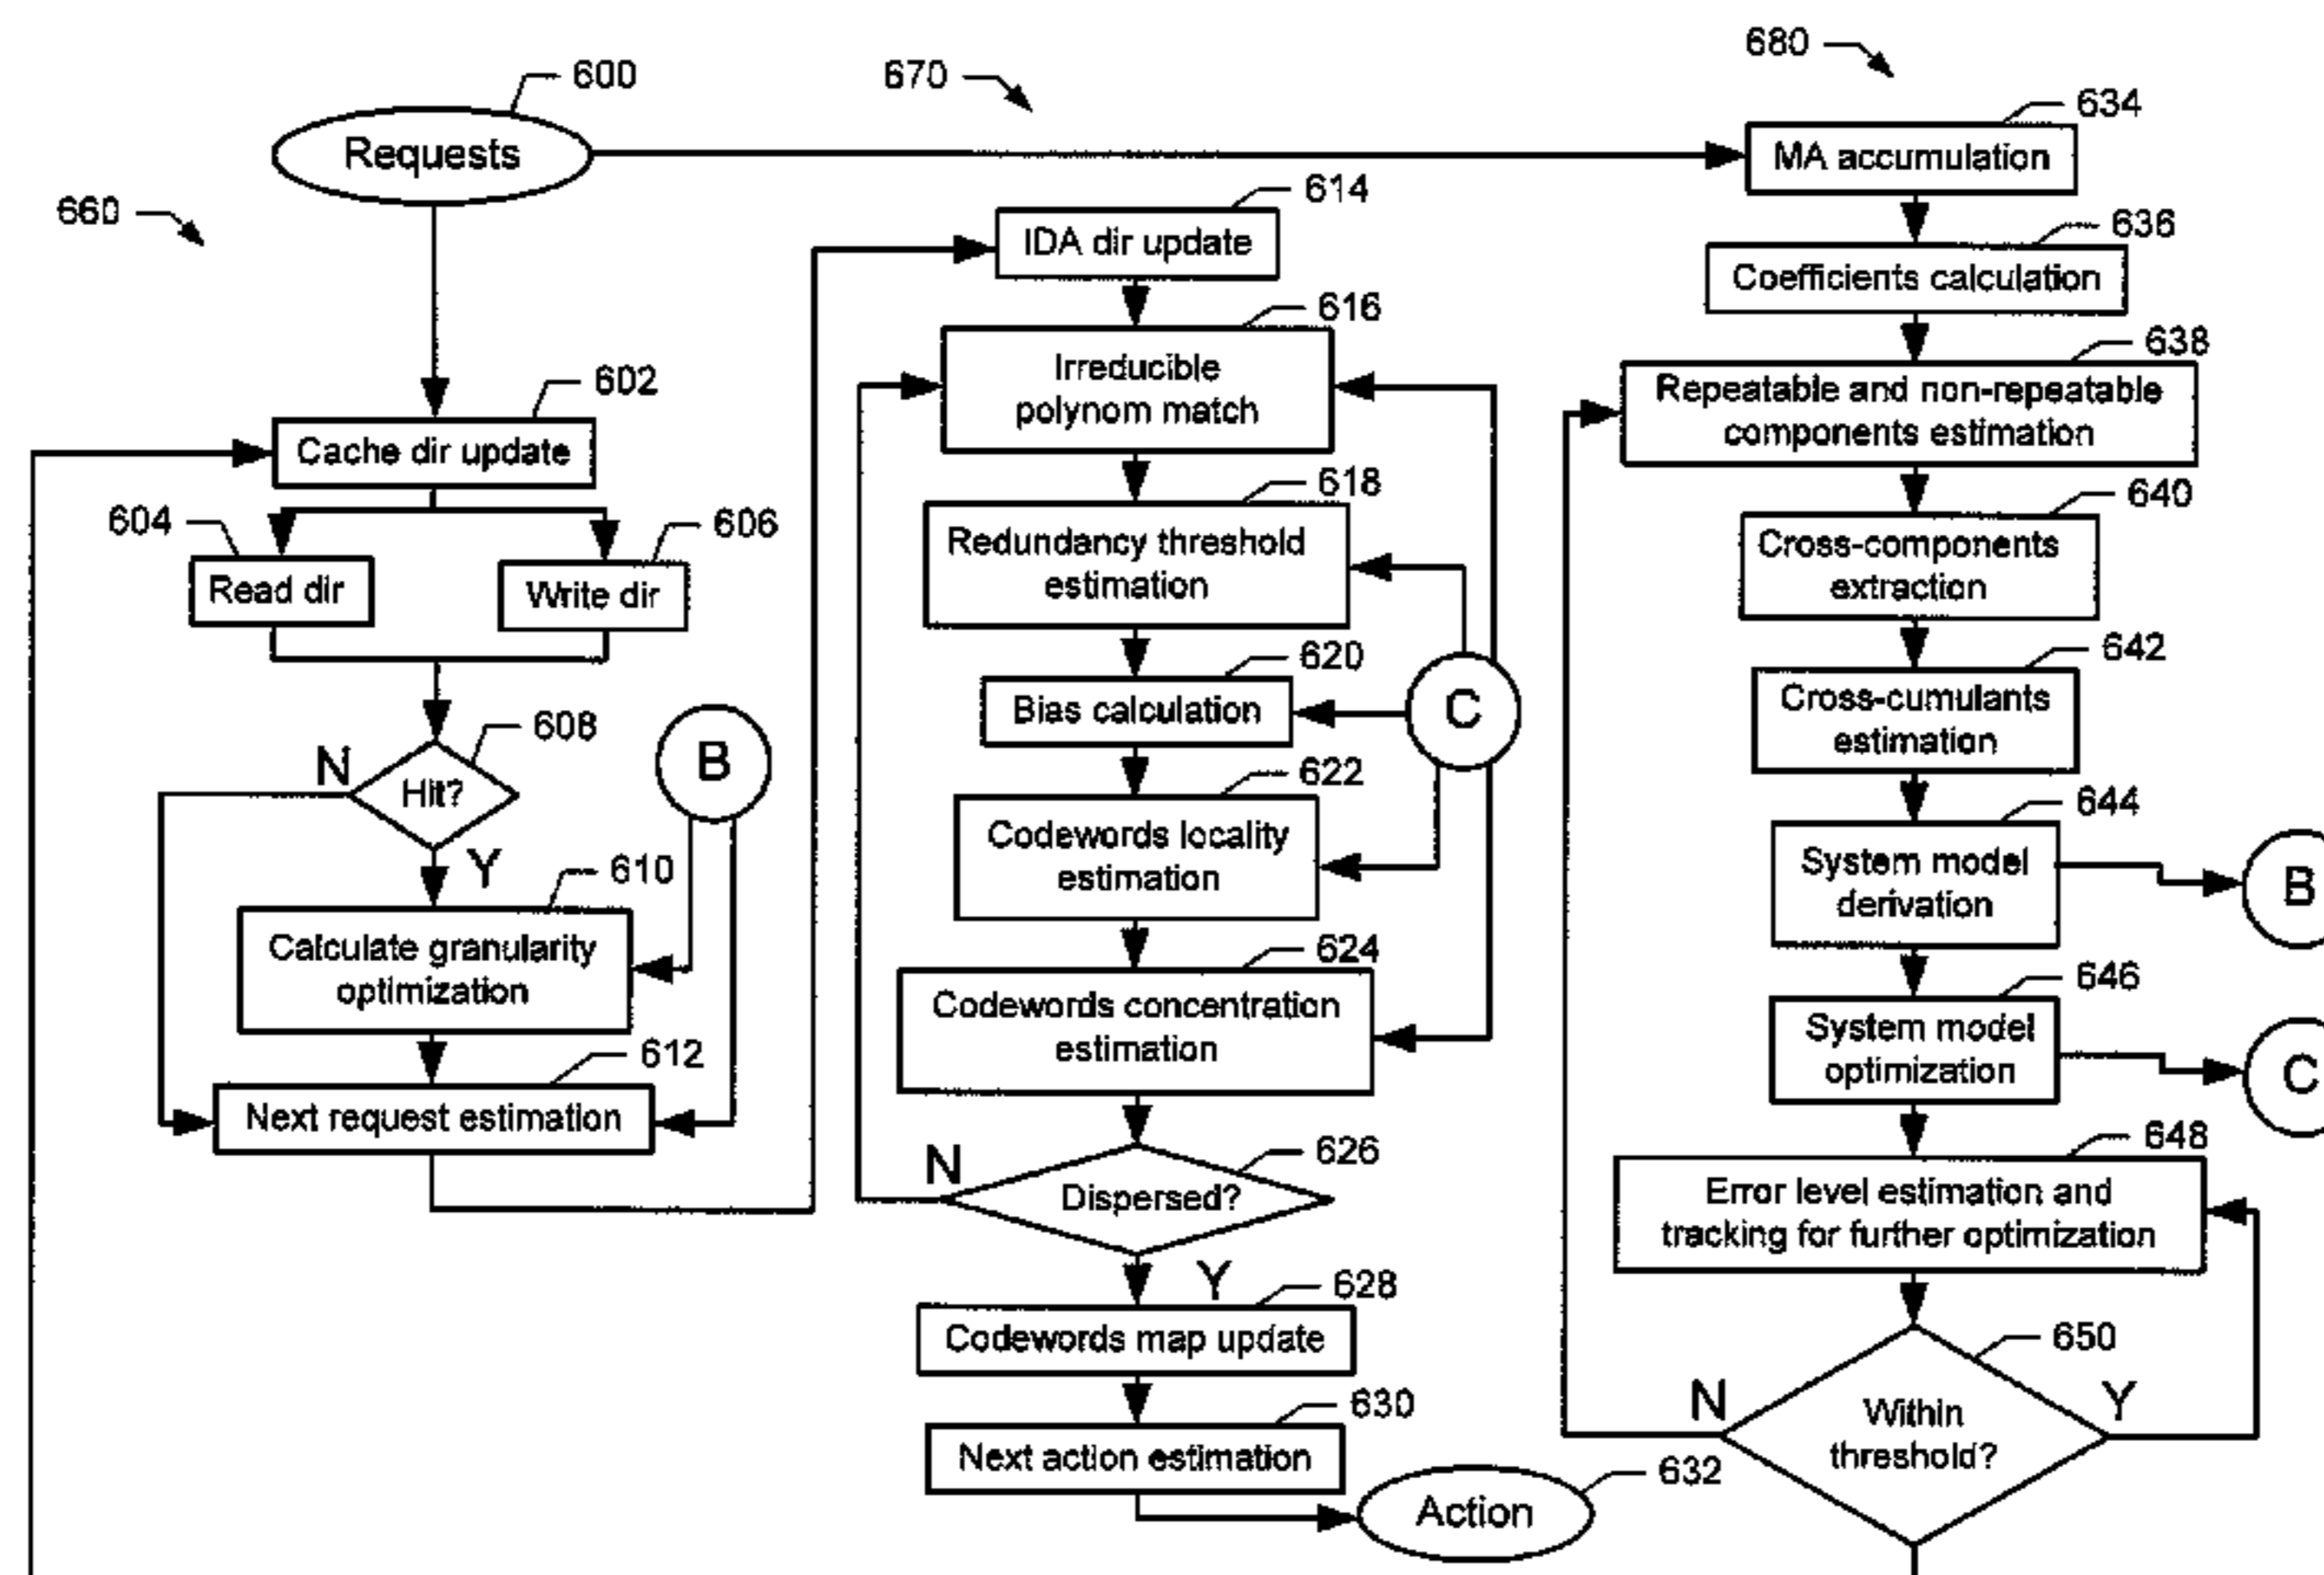 600
Requests
660
602
Cache dir update
604
Read dir
606
Write dir
608
Hit?
N
Y
B
610
Calculate granularity
optimization
612
Next request estimation
670
614
IDA dir update
616
Irreducible
polynom match
618
Redundancy threshold
estimation
620
Bias calculation
C
622
Codewords locality
estimation
624
Codewords concentration
estimation
626
Dispersed?
N
Y
628
Codewords map update
630
Next action estimation
632
Action
680
634
MA accumulation
636
Coefficients calculation
638
Repeatable and non-repeatable
components estimation
640
Cross-components
extraction
642
Cross-cumulants
estimation
644
System model
derivation
B
646
System model
optimization
C
648
Error level estimation and
tracking for further optimization
650
Within
threshold?
N
Y